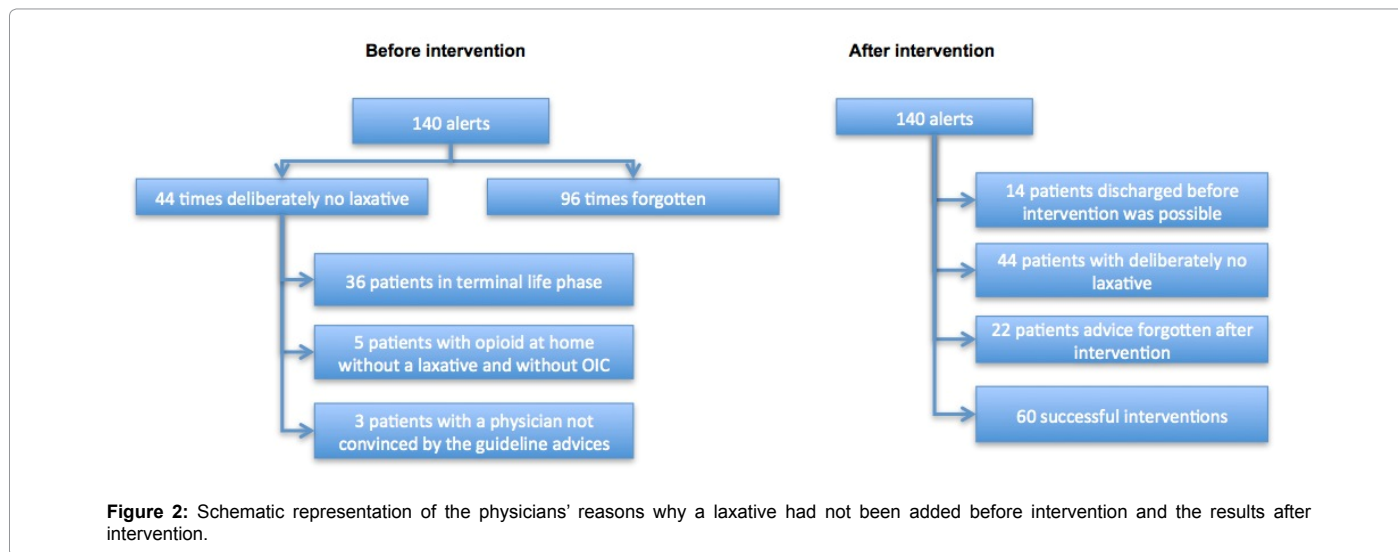 Before intervention
140 alerts
44 times deliberately no laxative
96 times forgotten
36 patients in terminal life phase
5 patients with opioid at home
without a laxative and without OIC
3 patients with a physician not
convinced by the guideline advices
After intervention
140 alerts
14 patients discharged before
intervention was possible
44 patients with deliberately no
laxative
22 patients advice forgotten after
intervention
60 successful interventions
Figure 2: Schematic representation of the physicians’ reasons why a laxative had not been added before intervention and the results after
intervention.